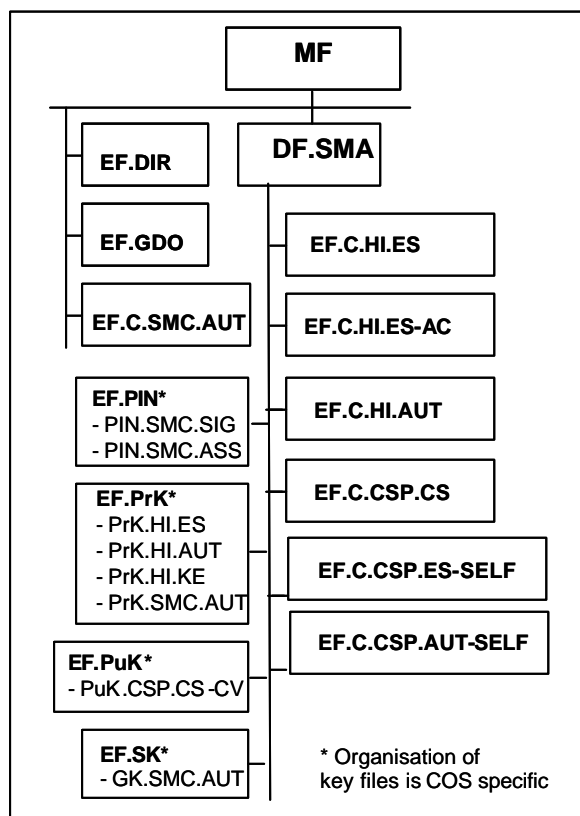 MF
DF.SMA
EF.DIR
EF.GDO
EF.C.SMC.AUT
EF.PIN*
- PIN.SMC.SIG
- PIN.SMC.ASS
EF.PrK*
- PrK.HI.ES
- PrK.HI.AUT
- PrK.HI.KE
- PrK.SMC.AUT
EF.PuK*
- PuK.CSP.CS-CV
EF.SK*
- GK.SMC.AUT
EF.C.HI.ES
EF.C.HI.ES-AC
EF.C.HI.AUT
EF.C.CSP.CS
EF.C.CSP.ES-SELF
EF.C.CSP.AUT-SELF
* Organisation of
key files is COS specific